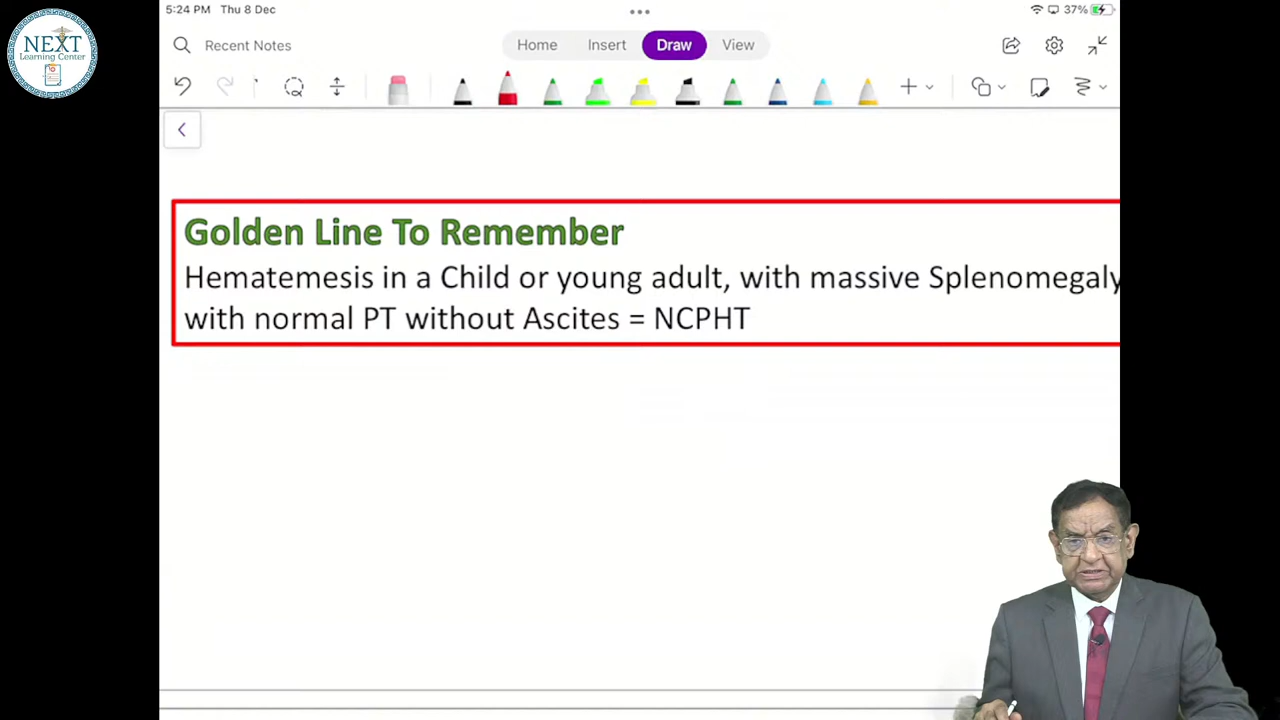 5:24 PM Thu 8 Dec
37%
NEXT
Learning Center
Recent Notes
Home Insert Draw View
Golden Line To Remember
Hematemesis in a Child or young adult, with massive Splenomegaly
with normal PT without Ascites = NCPHT